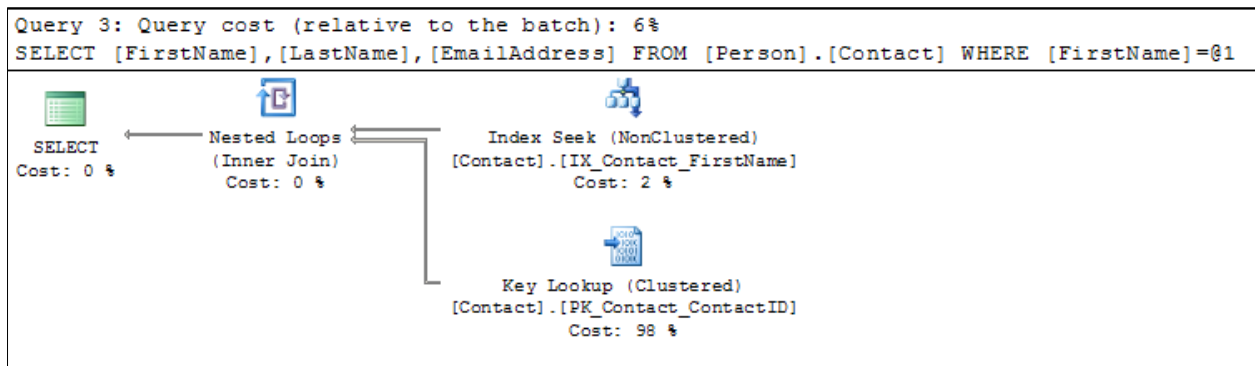 Query 3: Query cost (relative to the batch): 6%
SELECT [FirstName],[LastName],[EmailAddress] FROM [Person].[Contact] WHERE [FirstName]=@1
SELECT
Cost: 0 %
Nested Loops
(Inner Join)
Cost: 0 %
Index Seek (NonClustered)
[Contact].[IX_Contact_FirstName]
Cost: 2 %
Key Lookup (Clustered)
[Contact].[PK_Contact_ContactID]
Cost: 98 %